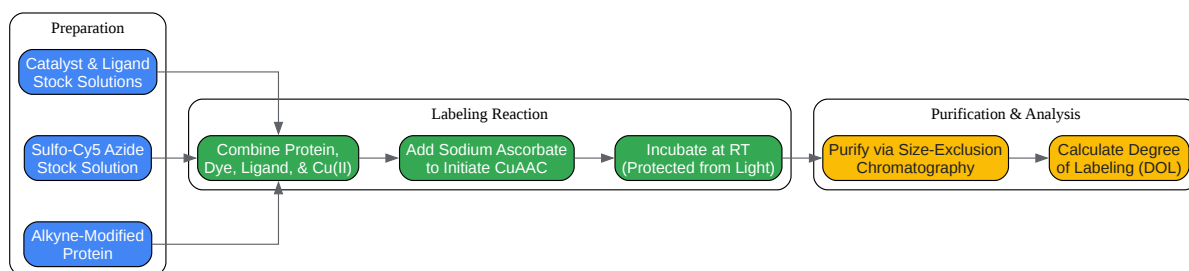 Preparation
Catalyst & Ligand
Stock Solutions
Sulfo-Cy5 Azide
Stock Solution
Alkyne-Modified
Protein
Labeling Reaction
Combine Protein,
Dye, Ligand, & Cu(II)
Add Sodium Ascorbate
to Initiate CuAAC
Incubate at RT
(Protected from Light)
Purification & Analysis
Purify via Size-Exclusion
Chromatography
Calculate Degree
of Labeling (DOL)